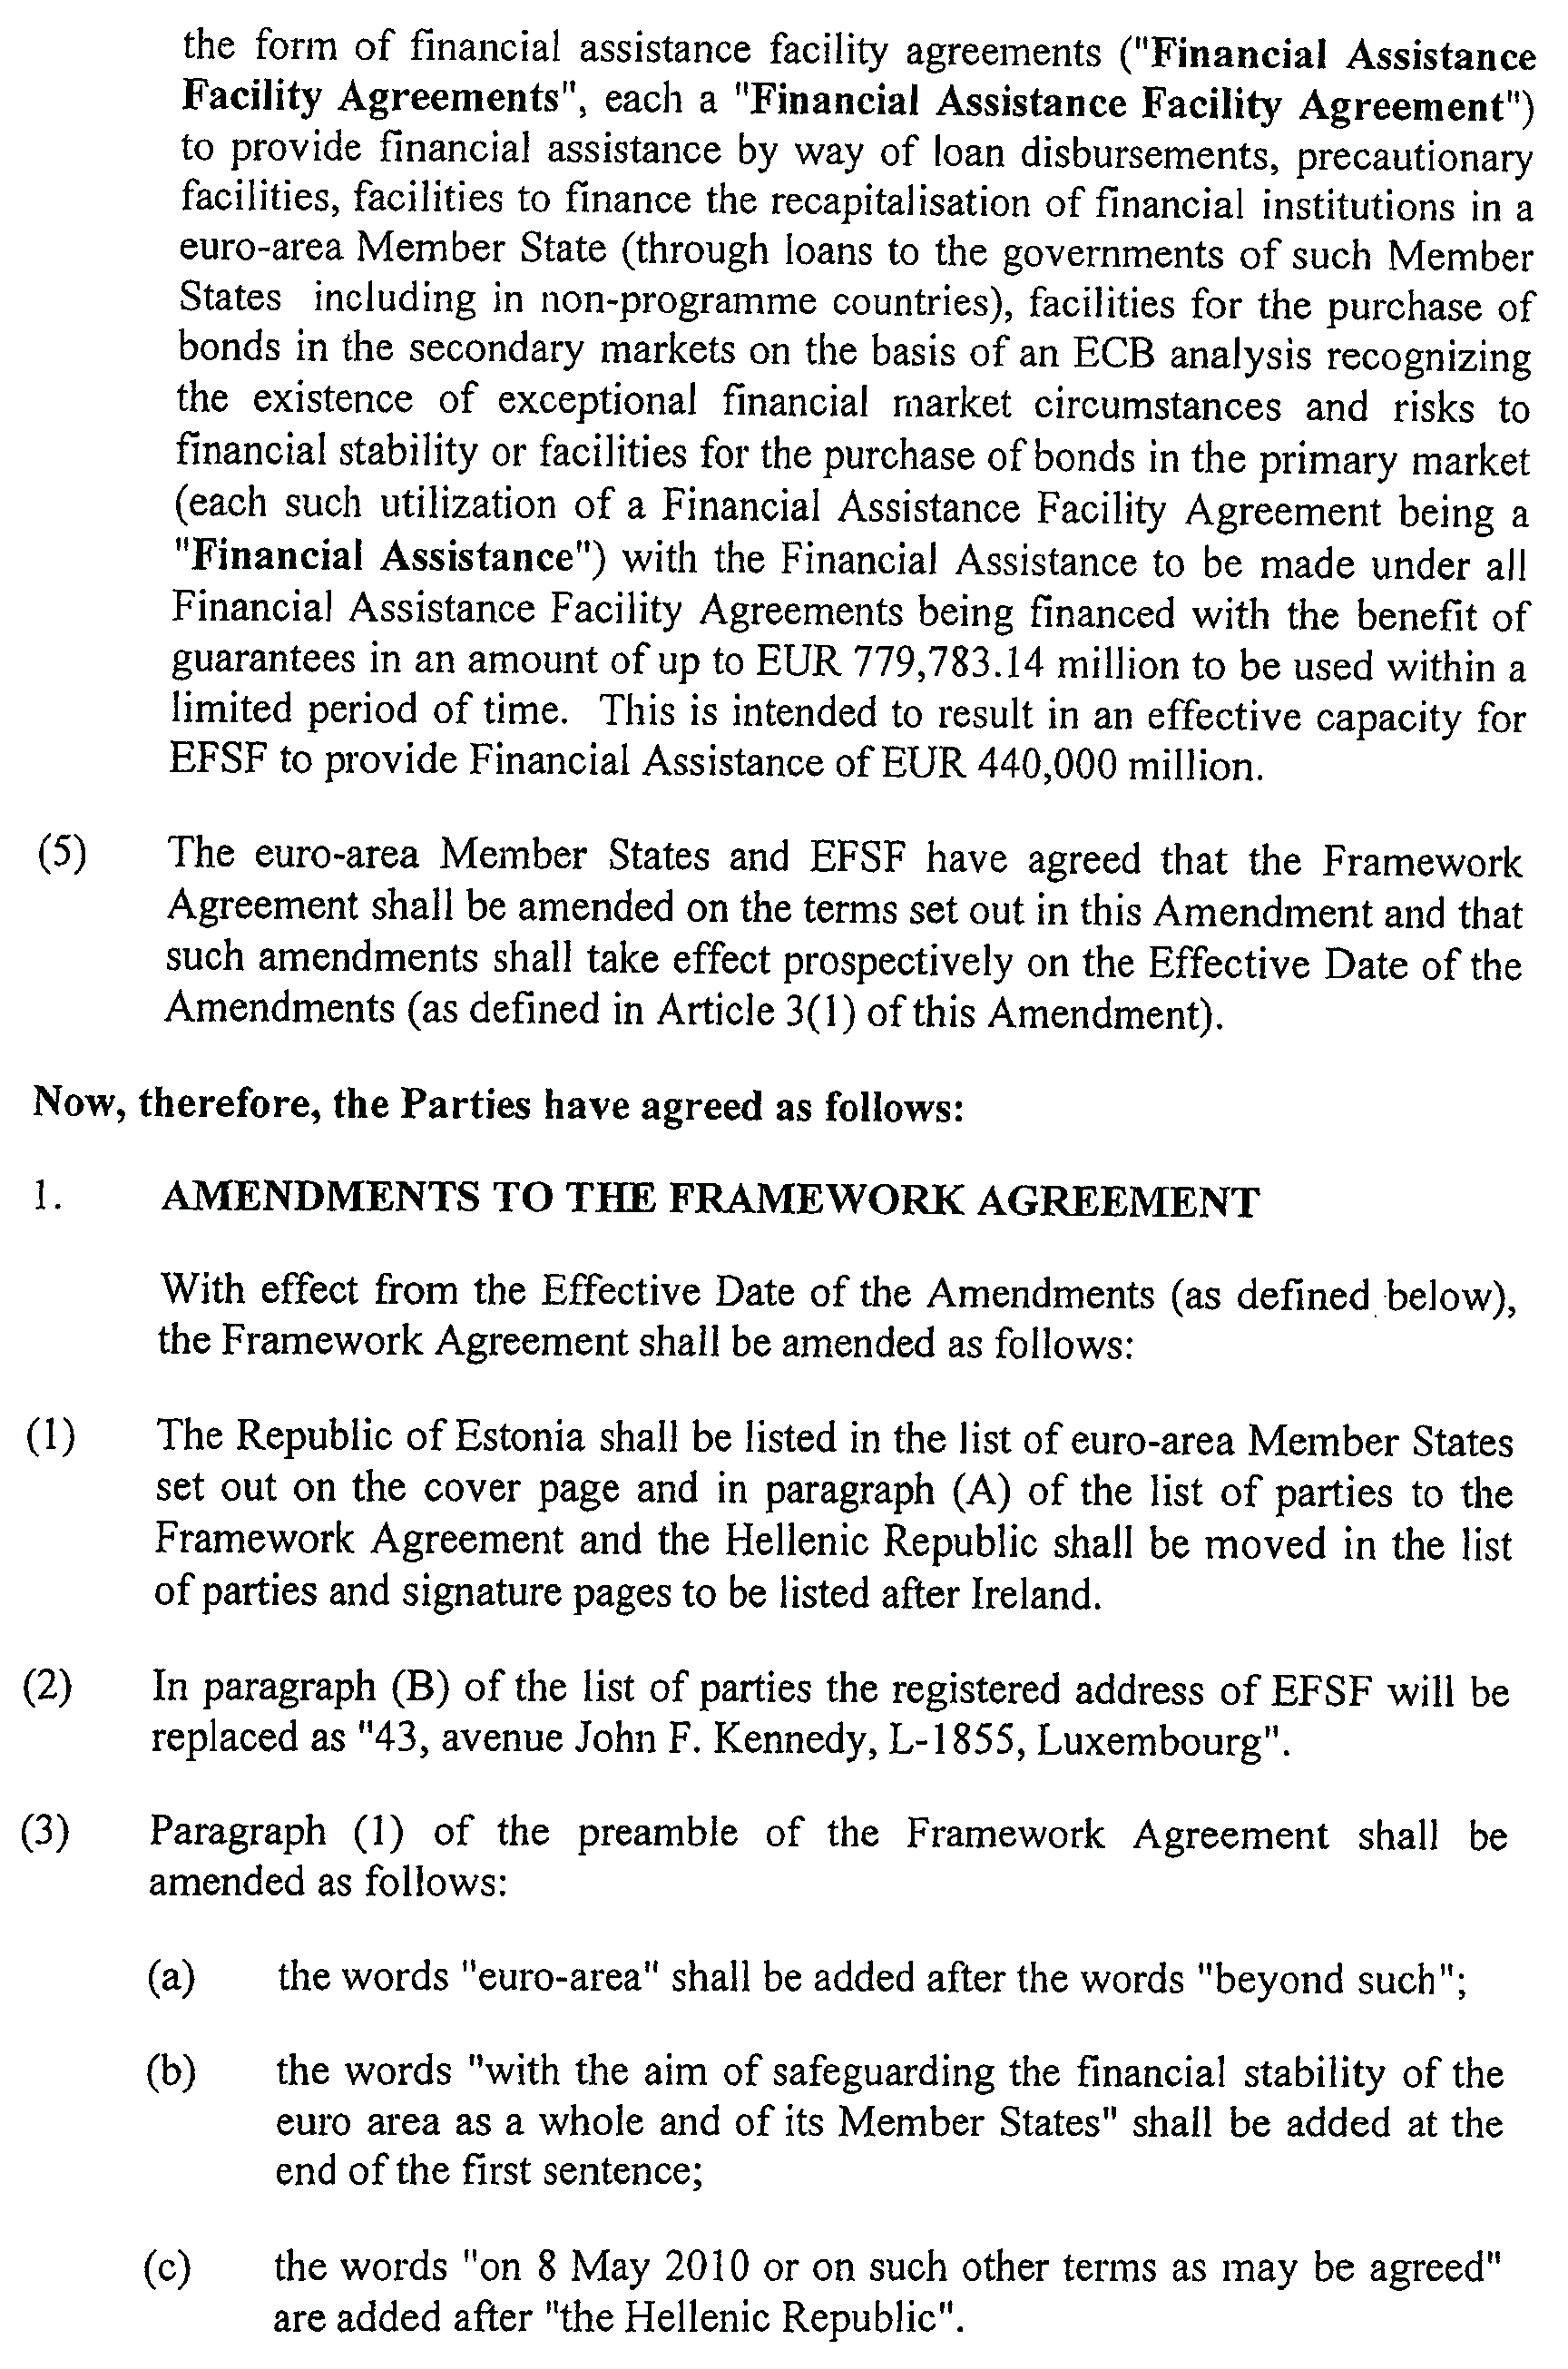 the form of financial assistance facility agreements ("Financial Assistance
Facility Agreements", each a "Financial Assistance Facility Agreement")
to provide financial assistance by way of loan disbursements, precautionary
facilities, facilities to finance the recapitalisation of financial institutions in a
euro-area Member State (through loans to the governments of such Member
States including in non-programme countries), facilities for the purchase of
bonds in the secondary markets on the basis of an ECB analysis recognizing
the existence of exceptional financial market circumstances and risks to
financial stability or facilities for the purchase of bonds in the primary market
(each such utilization of a Financial Assistance Facility Agreement being a
"Financial Assistance") with the Financial Assistance to be made under all
Financial Assistance Facility Agreements being financed with the benefit of
guarantees in an amount of up to EUR 779,783.14 million to be used within a
limited period of time. This is intended to result in an effective capacity for
EFSF to provide Financial Assistance of EUR 440,000 million.
(5) The euro-area Member States and EFSF have agreed that the Framework
Agreement shall be amended on the terms set out in this Amendment and that
such amendments shall take effect prospectively on the Effective Date of the
Amendments (as defined in Article 3(1) of this Amendment).
Now, therefore, the Parties have agreed as follows:
1. AMENDMENTS TO THE FRAMEWORK AGREEMENT
With effect from the Effective Date of the Amendments (as defined below),
the Framework Agreement shall be amended as follows:
(1) The Republic of Estonia shall be listed in the list of euro-area Member States
set out on the cover page and in paragraph (A) of the list of parties to the
Framework Agreement and the Hellenic Republic shall be moved in the list
of parties and signature pages to be listed after Ireland.
(2) In paragraph (B) of the list of parties the registered address of EFSF will be
replaced as "43, avenue John F. Kennedy, L-1855, Luxembourg".
(3) Paragraph (1) of the preamble of the Framework Agreement shall be
amended as follows:
(a) the words "euro-area" shall be added after the words "beyond such";
(b) the words "with the aim of safeguarding the financial stability of the
euro area as a whole and of its Member States" shall be added at the
end of the first sentence;
(c) the words "on 8 May 2010 or on such other terms as may be agreed"
are added after "the Hellenic Republic".